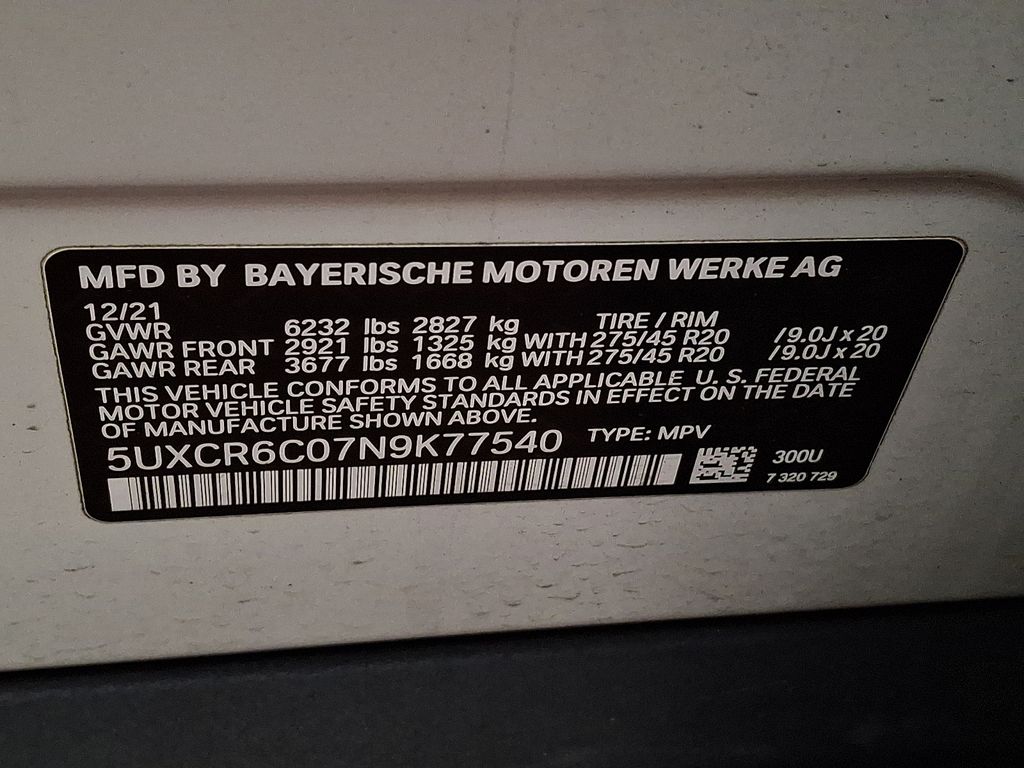 MFD BY BAYERISCHE MOTOREN WERKE AG
12/21 TIRE / RIM
GVWR 6232 lbs 2827 kg
GAWR FRONT 2921 lbs 1325 kg WITH 275/45 R20 /9.0J x 20
GAWR REAR 3677 lbs 1668 kg WITH 275/45 R20 /9.0J x 20
THIS VEHICLE CONFORMS TO ALL APPLICABLE U. S. FEDERAL
MOTOR VEHICLE SAFETY STANDARDS IN EFFECT ON THE DATE
OF MANUFACTURE SHOWN ABOVE.
5UXCR6C07N9K77540 TYPE: MPV
300U
7 320 729